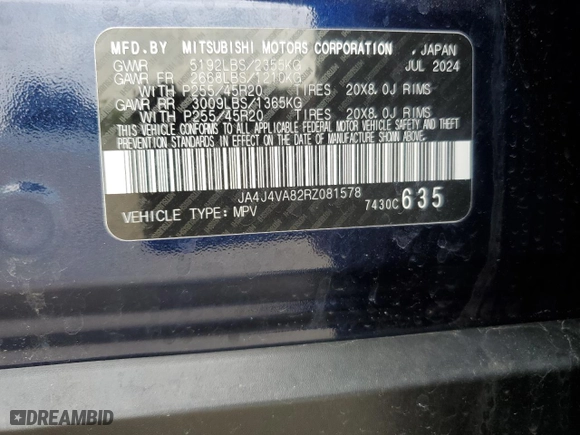 MFD.BY MITSUBISHI MOTORS CORPORATION , JAPAN
GVWR 5192LBS/2355KG JUL 2024
GAWR FR 2668LBS/1210KG
WITH P255/45R20 TIRES 20X8.0J RIMS
GAWR RR 3009LBS/1365KG
WITH P255/45R20 TIRES 20X8.0J RIMS
THIS VEHICLE CONFORMS TO ALL APPLICABLE FEDERAL MOTOR VEHICLE SAFETY AND THEFT
PREVENTION STANDARDS IN EFFECT ON THE DATE OF MANUFACTURE SHOWN ABOVE.
JA4J4VA82RZ081578
VEHICLE TYPE:MPV 7430C635
DREAMBID